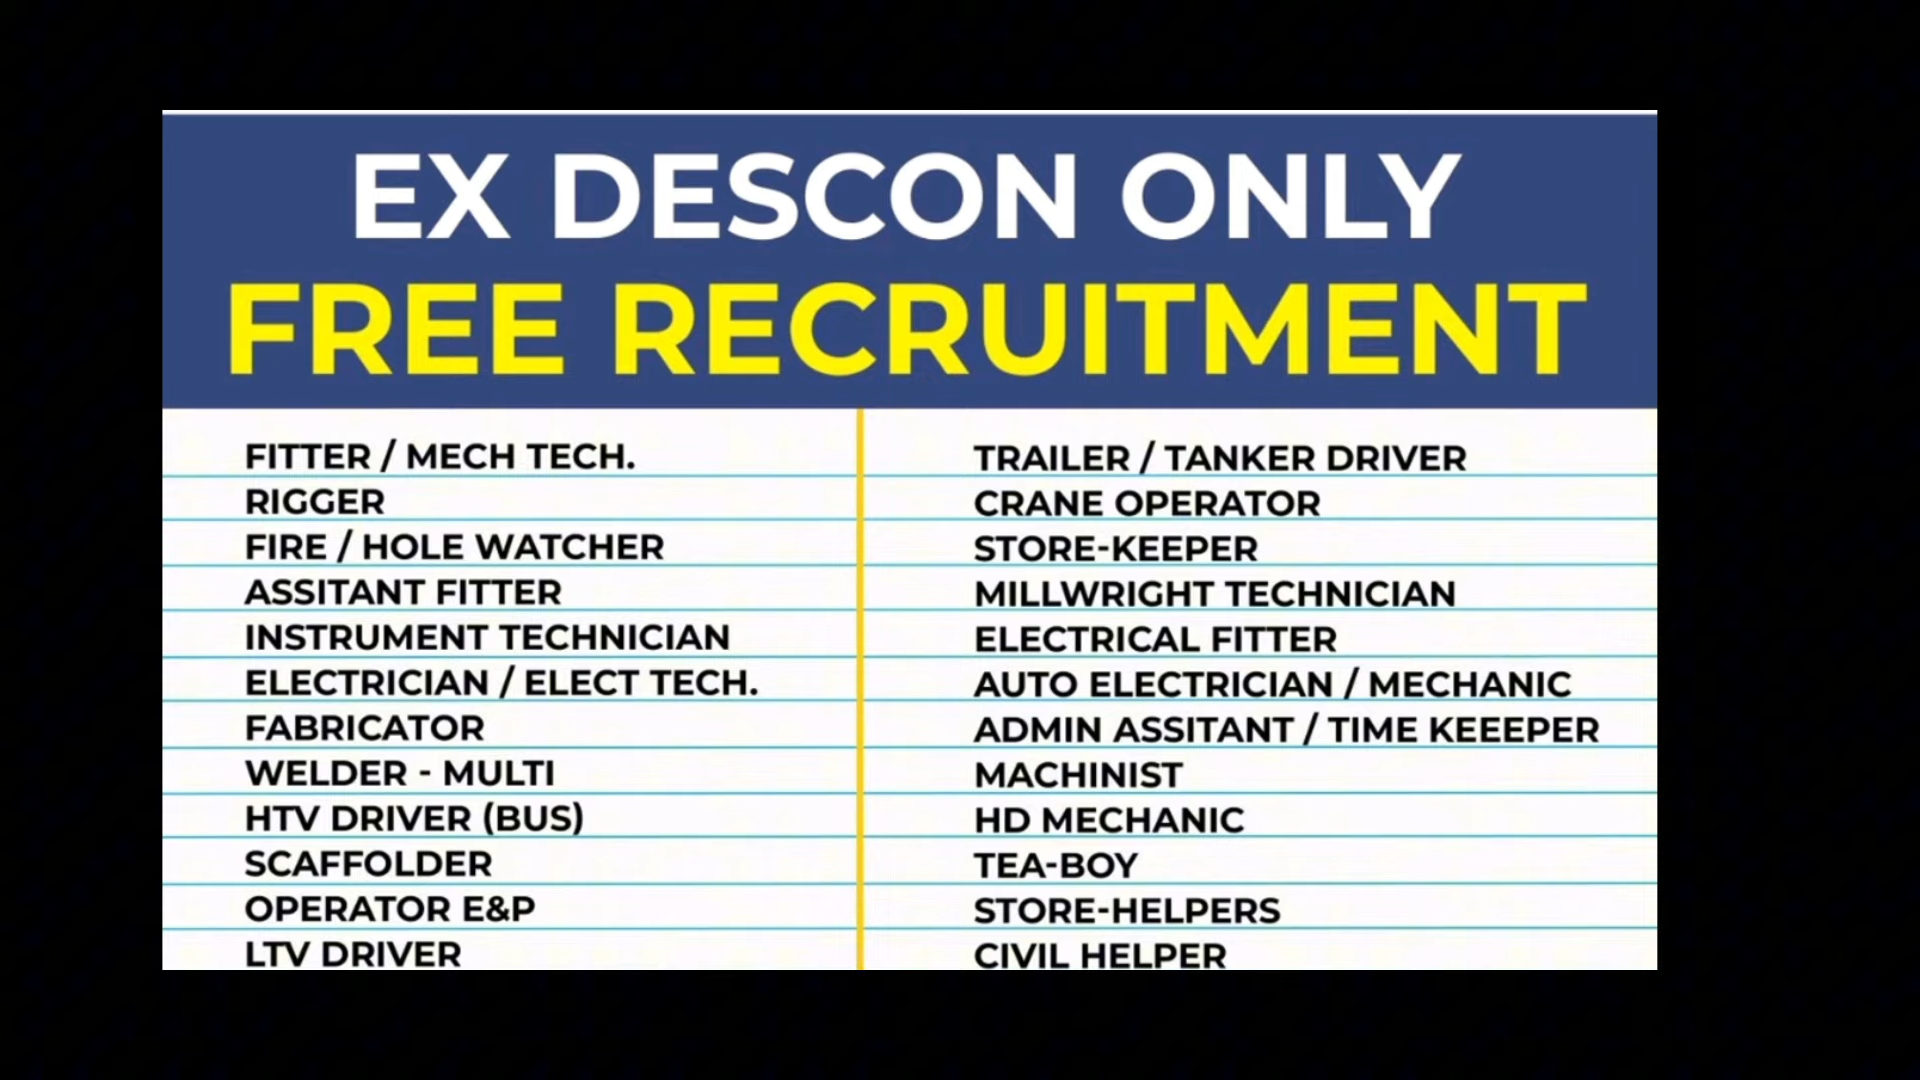 EX DESCON ONLY
FREE RECRUITMENT
FITTER / MECH TECH.
RIGGER
FIRE / HOLE WATCHER
ASSITANT FITTER
INSTRUMENT TECHNICIAN
ELECTRICIAN / ELECT TECH.
FABRICATOR
WELDER - MULTI
HTV DRIVER (BUS)
SCAFFOLDER
OPERATOR E&P
LTV DRIVER
TRAILER / TANKER DRIVER
CRANE OPERATOR
STORE-KEEPER
MILLWRIGHT TECHNICIAN
ELECTRICAL FITTER
AUTO ELECTRICIAN / MECHANIC
ADMIN ASSITANT / TIME KEEEPER
MACHINIST
HD MECHANIC
TEA-BOY
STORE-HELPERS
CIVIL HELPER